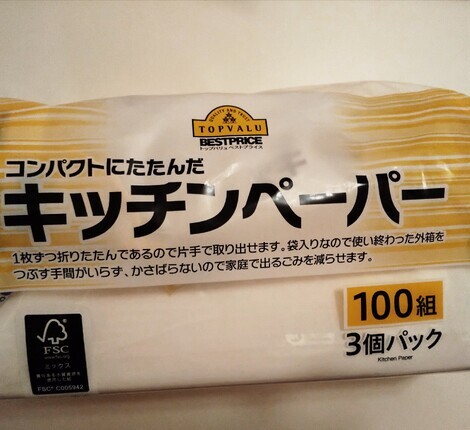 QUALITY AND TRUST
TOPVALU
BESTPRICE
トップバリュ ベストプライス
コンパクトにたたんだ
キッチンペーパー
1枚ずつ折りたたんであるので片手で取り出せます。袋入りなので使い終わった外箱を
つぶす手間がいらず、かさばらないので家庭で出るごみを減らせます。
100組
3個パック
Kitchen Paper
FSC
www.fsc.org
ミックス
FSC® C005942